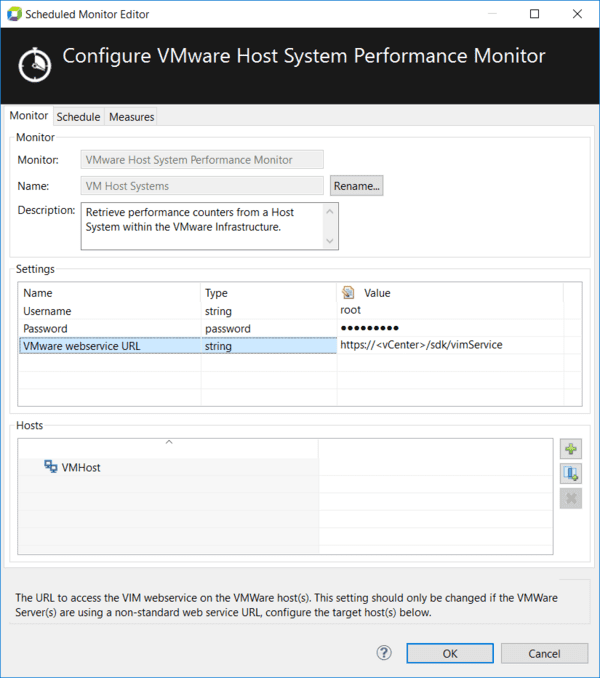 Scheduled Monitor Editor
Configure VMware Host System Performance Monitor
Monitor Schedule Measures
Monitor
Monitor: VMware Host System Performance Monitor
Name: VM Host Systems Rename...
Description: Retrieve performance counters from a Host
System within the VMware Infrastructure.
Settings
Name Type Value
Username string root
Password password ●●●●●●●●●
VMware webservice URL string https://<vCenter>/sdk/vimService
Hosts
VMHost
The URL to access the VIM webservice on the VMWare host(s). This setting should only be changed if the VMWare
Server(s) are using a non-standard web service URL, configure the target host(s) below.
? OK Cancel